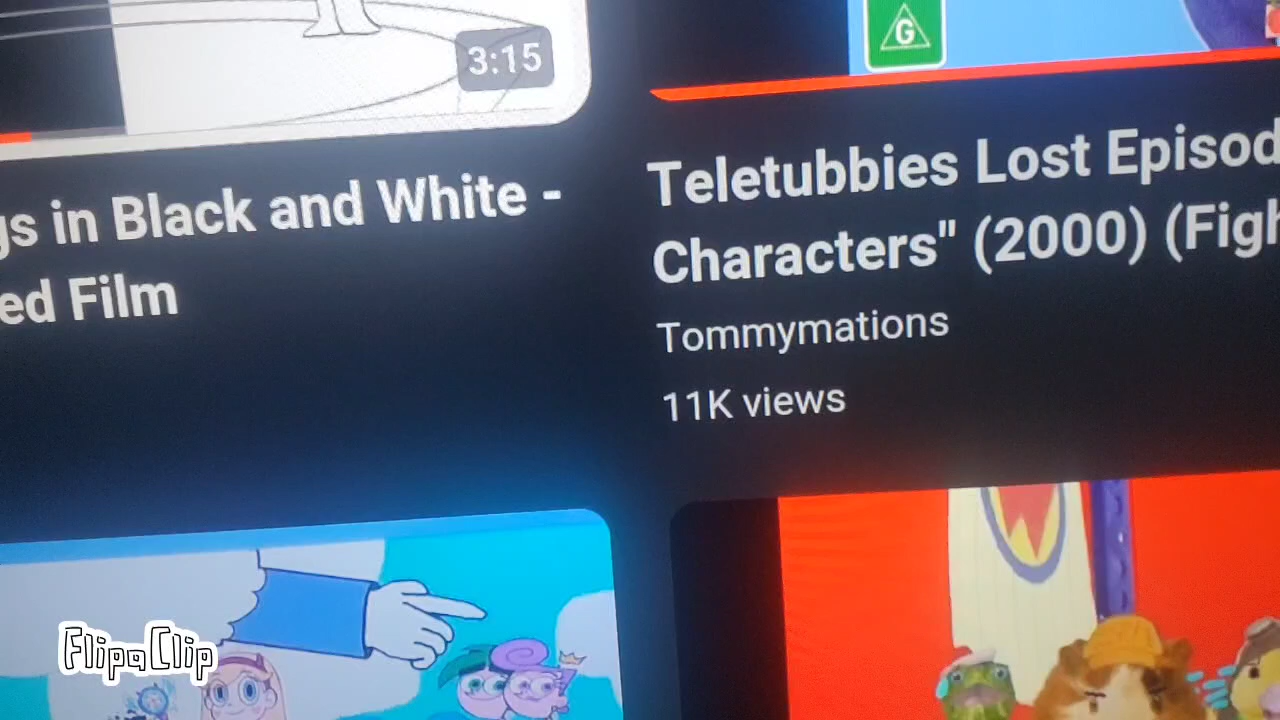 3:15
G
gs in Black and White -
ed Film
Teletubbies Lost Episod
Characters" (2000) (Figh
Tommymations
11K views
FlipaClip